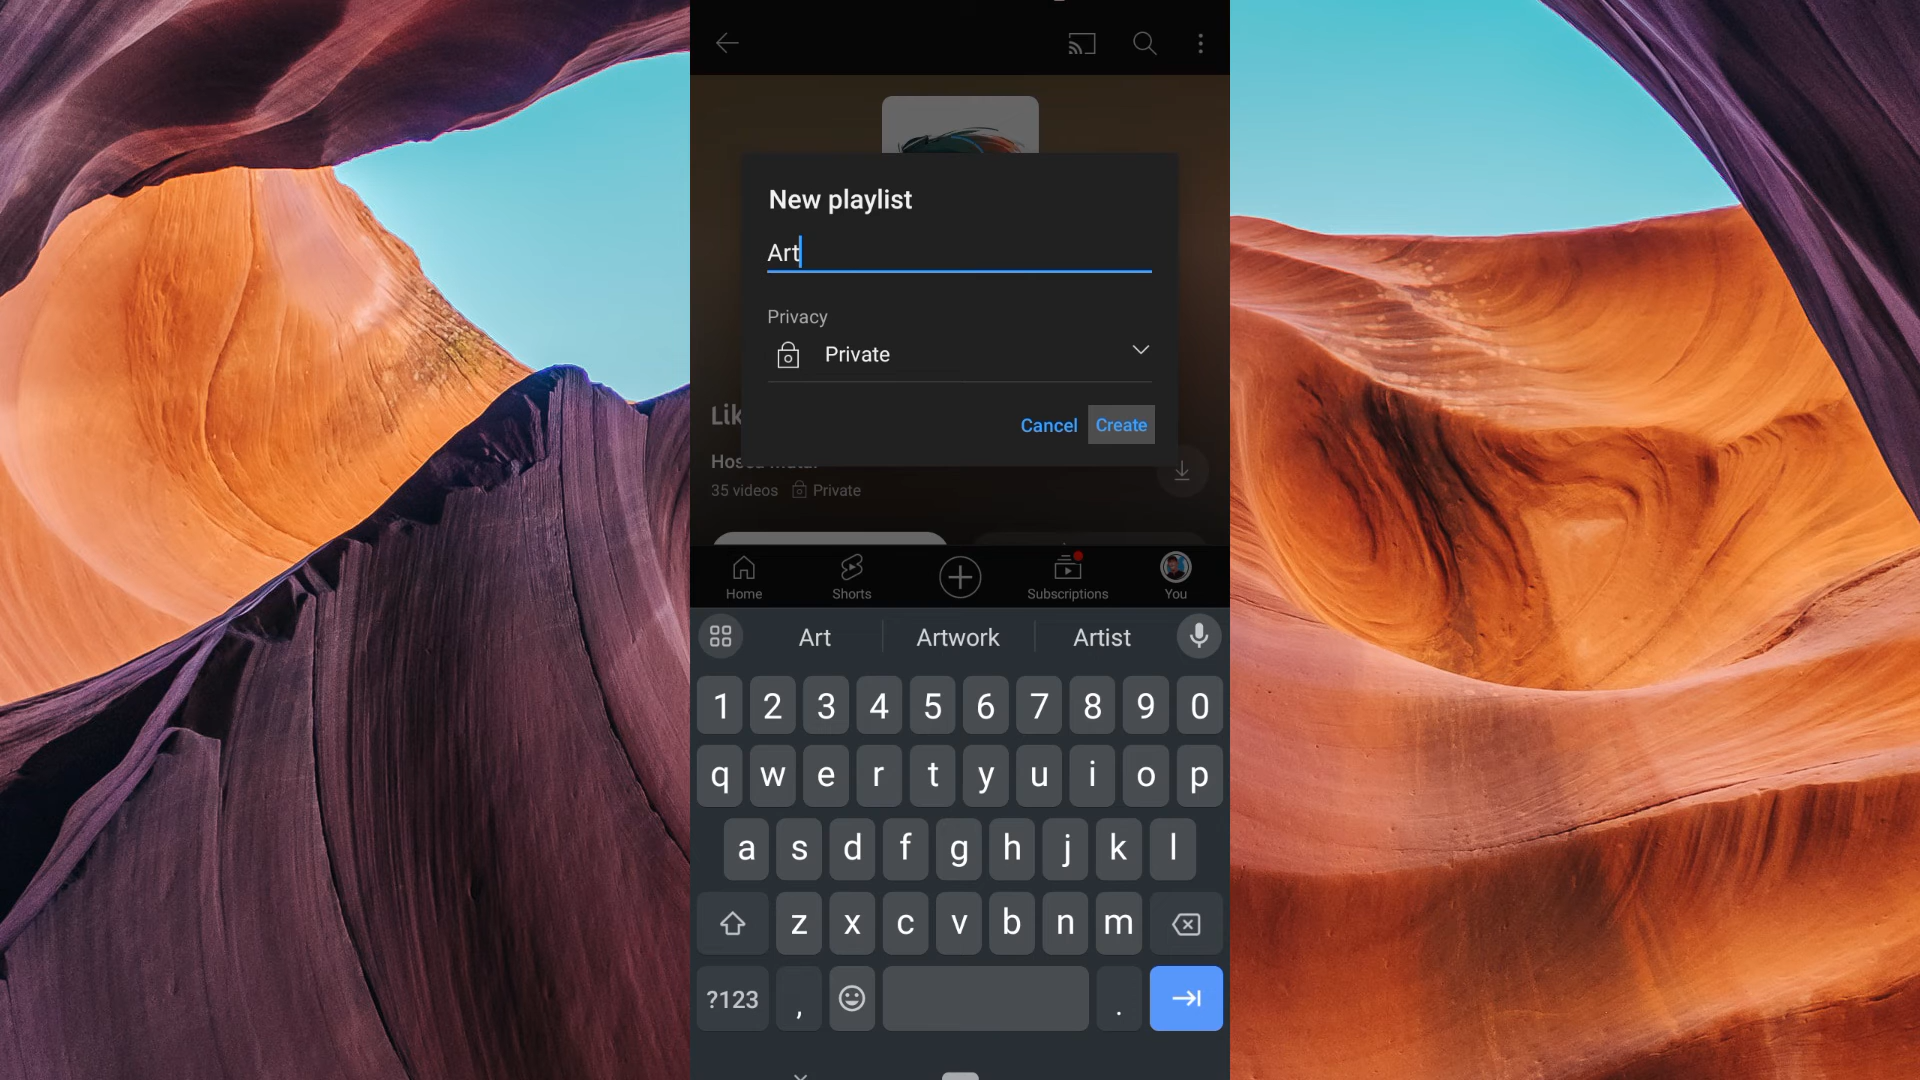 New playlist
Art
Privacy
Private
Cancel Create
Lik
35 videos Private
Home Shorts Subscriptions You
Art Artwork Artist
1 2 3 4 5 6 7 8 9 0
q w e r t y u i o p
a s d f g h j k l
z x c v b n m
?123 , .